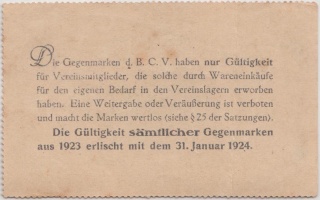 Die Gegenmarken d. B. C. V. haben nur Gültigkeit
für Vereinsmitglieder, die solche durch Wareneinkäufe
für den eigenen Bedarf in den Vereinslagern erworben
haben. Eine Weitergabe oder Veräußerung ist verboten
und macht die Marken wertlos (siehe § 25 der Satzungen).
Die Gültigkeit sämtlicher Gegenmarken
aus 1923 erlischt mit dem 31. Januar 1924.